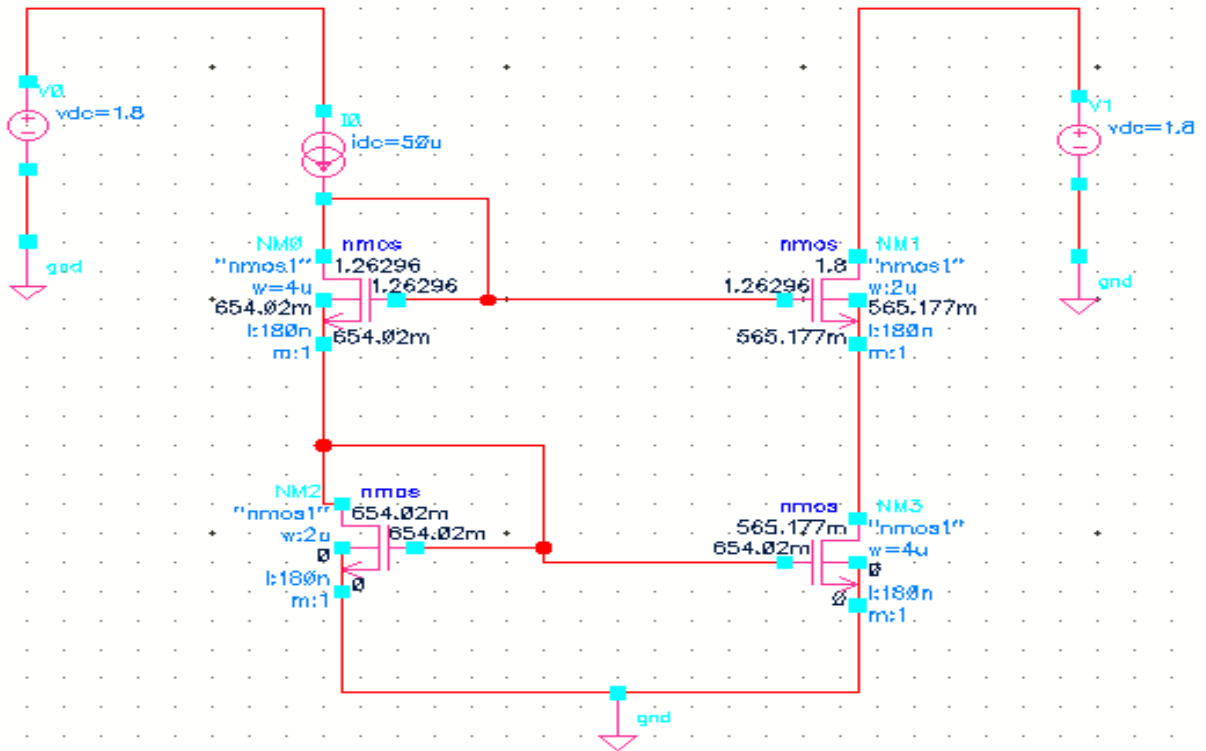 V0
vdc=1.8
gnd
I0
idc=50u
V1
vdc=1.8
gnd
NM0
nmos
"nmos1"
1.26296
w=4u
1.26296
654.02m
l:180n
654.02m
m:1
nmos
NM1
1.8
"nmos1"
1.26296
w:2u
565.177m
565.177m
l:180n
m:1
NM2
nmos
"nmos1"
654.02m
w:2u
654.02m
0
l:180n
0
m:1
nmos
NM3
565.177m
"nmos1"
654.02m
w=4u
0
0
l:180n
m:1
gnd